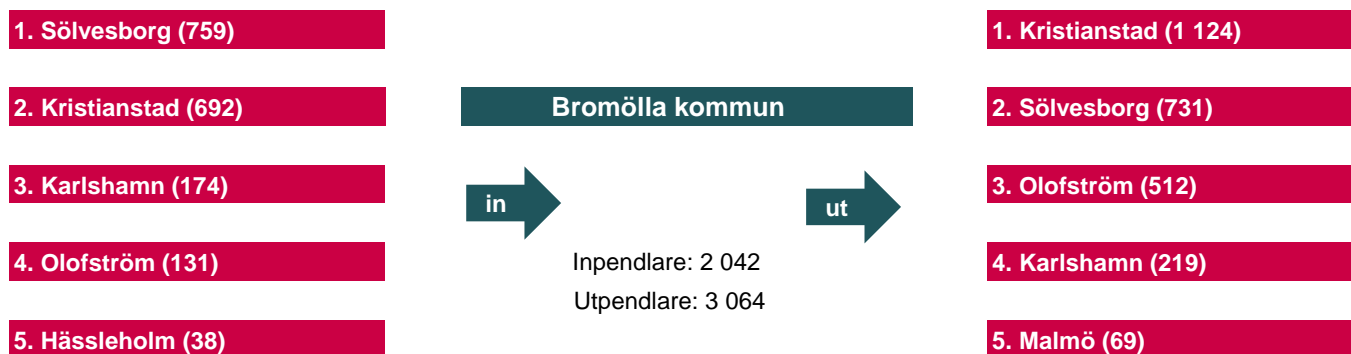 1. Sölvesborg (759)
2. Kristianstad (692)
3. Karlshamn (174)
4. Olofström (131)
5. Hässleholm (38)
Bromölla kommun
in
ut
Inpendlare: 2 042
Utpendlare: 3 064
1. Kristianstad (1 124)
2. Sölvesborg (731)
3. Olofström (512)
4. Karlshamn (219)
5. Malmö (69)